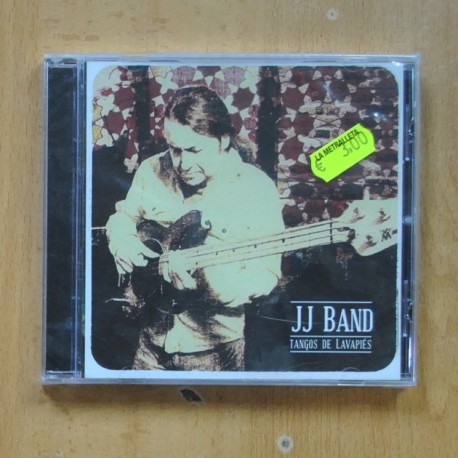 LA METRALLETA
€ 3,00
JJ BAND
TANGOS DE LAVAPIÉS